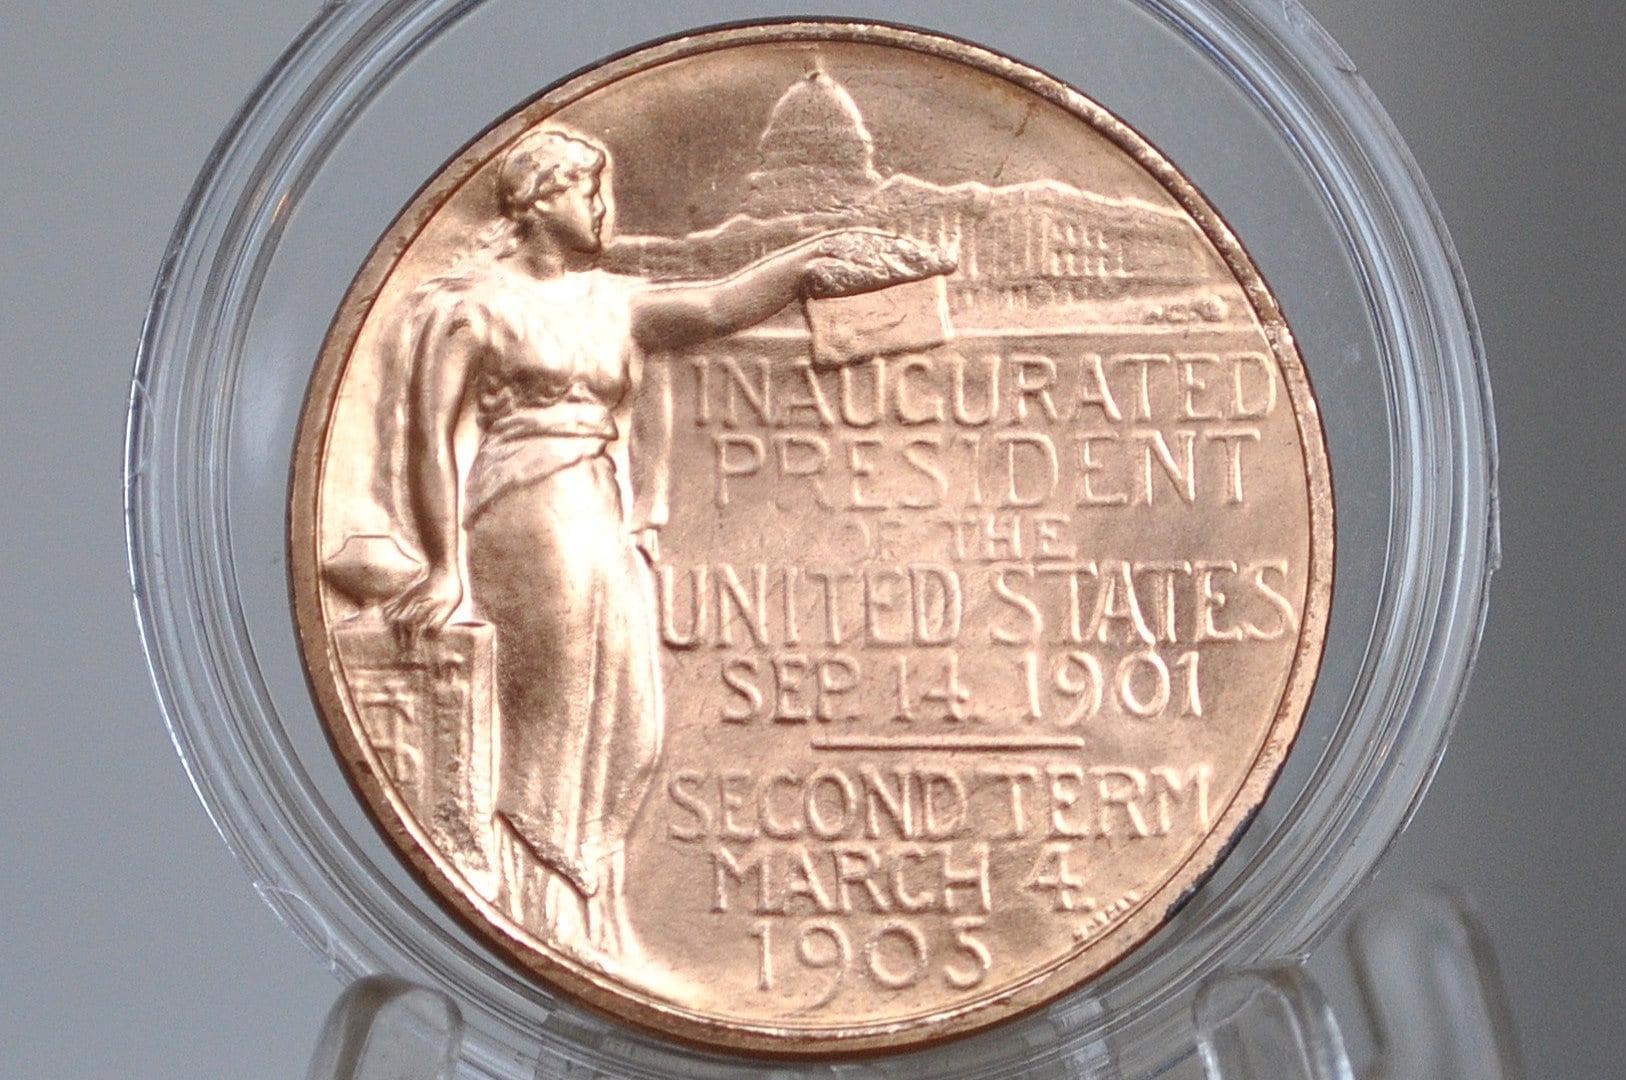 INAUGURATED
PRESIDENT
OF THE
UNITED STATES
SEP. 14. 1901
SECOND TERM
MARCH 4
1905